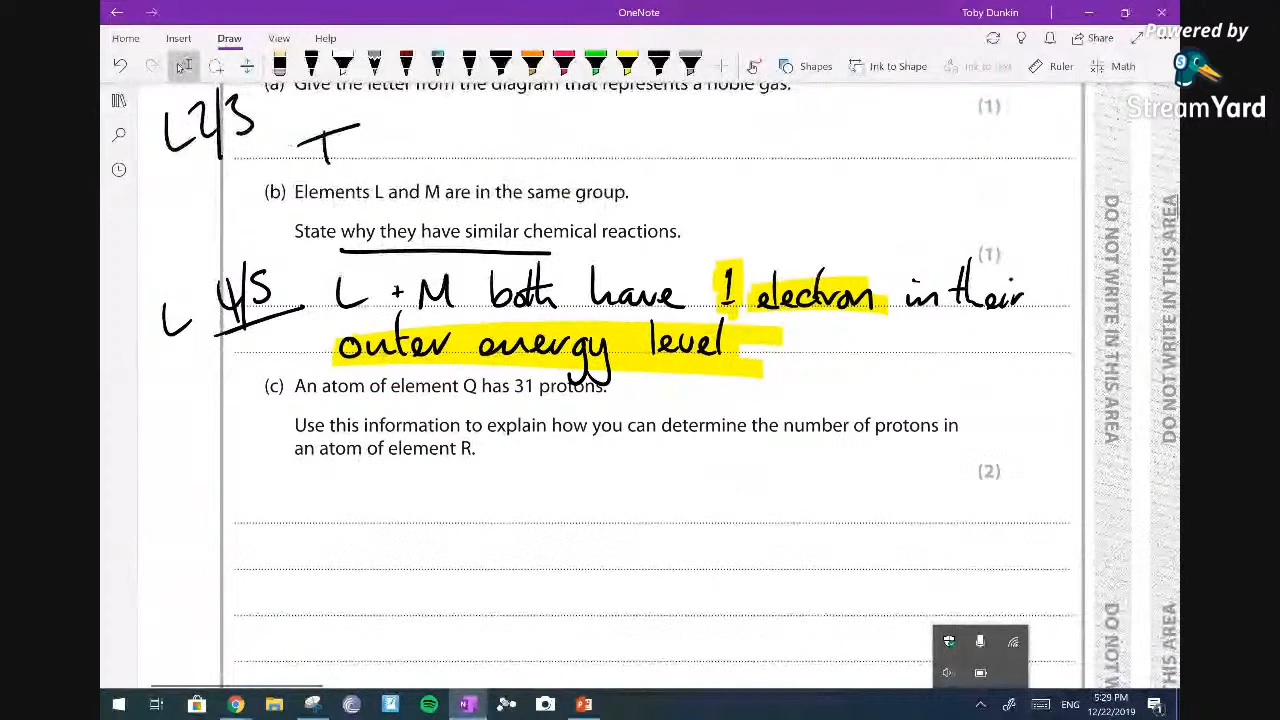 OneNote
Toby Dunkin
Powered by
StreamYard
Home Insert Draw View Help
Share
Shapes Ink to Shape Ink to Text Ruler Math
(a) Give the letter from the diagram that represents a noble gas.
(1)
L 2/3 T
(b) Elements L and M are in the same group.
State why they have similar chemical reactions.
(1)
L 4/5 . L + M both have 1 electron in their
outer energy level
(c) An atom of element Q has 31 protons.
Use this information to explain how you can determine the number of protons in
an atom of element R.
(2)
DO NOT WRITE IN THIS AREA
DO NOT WRITE IN THIS AREA
DO NOT W
HIS AREA
5:29 PM
12/22/2019